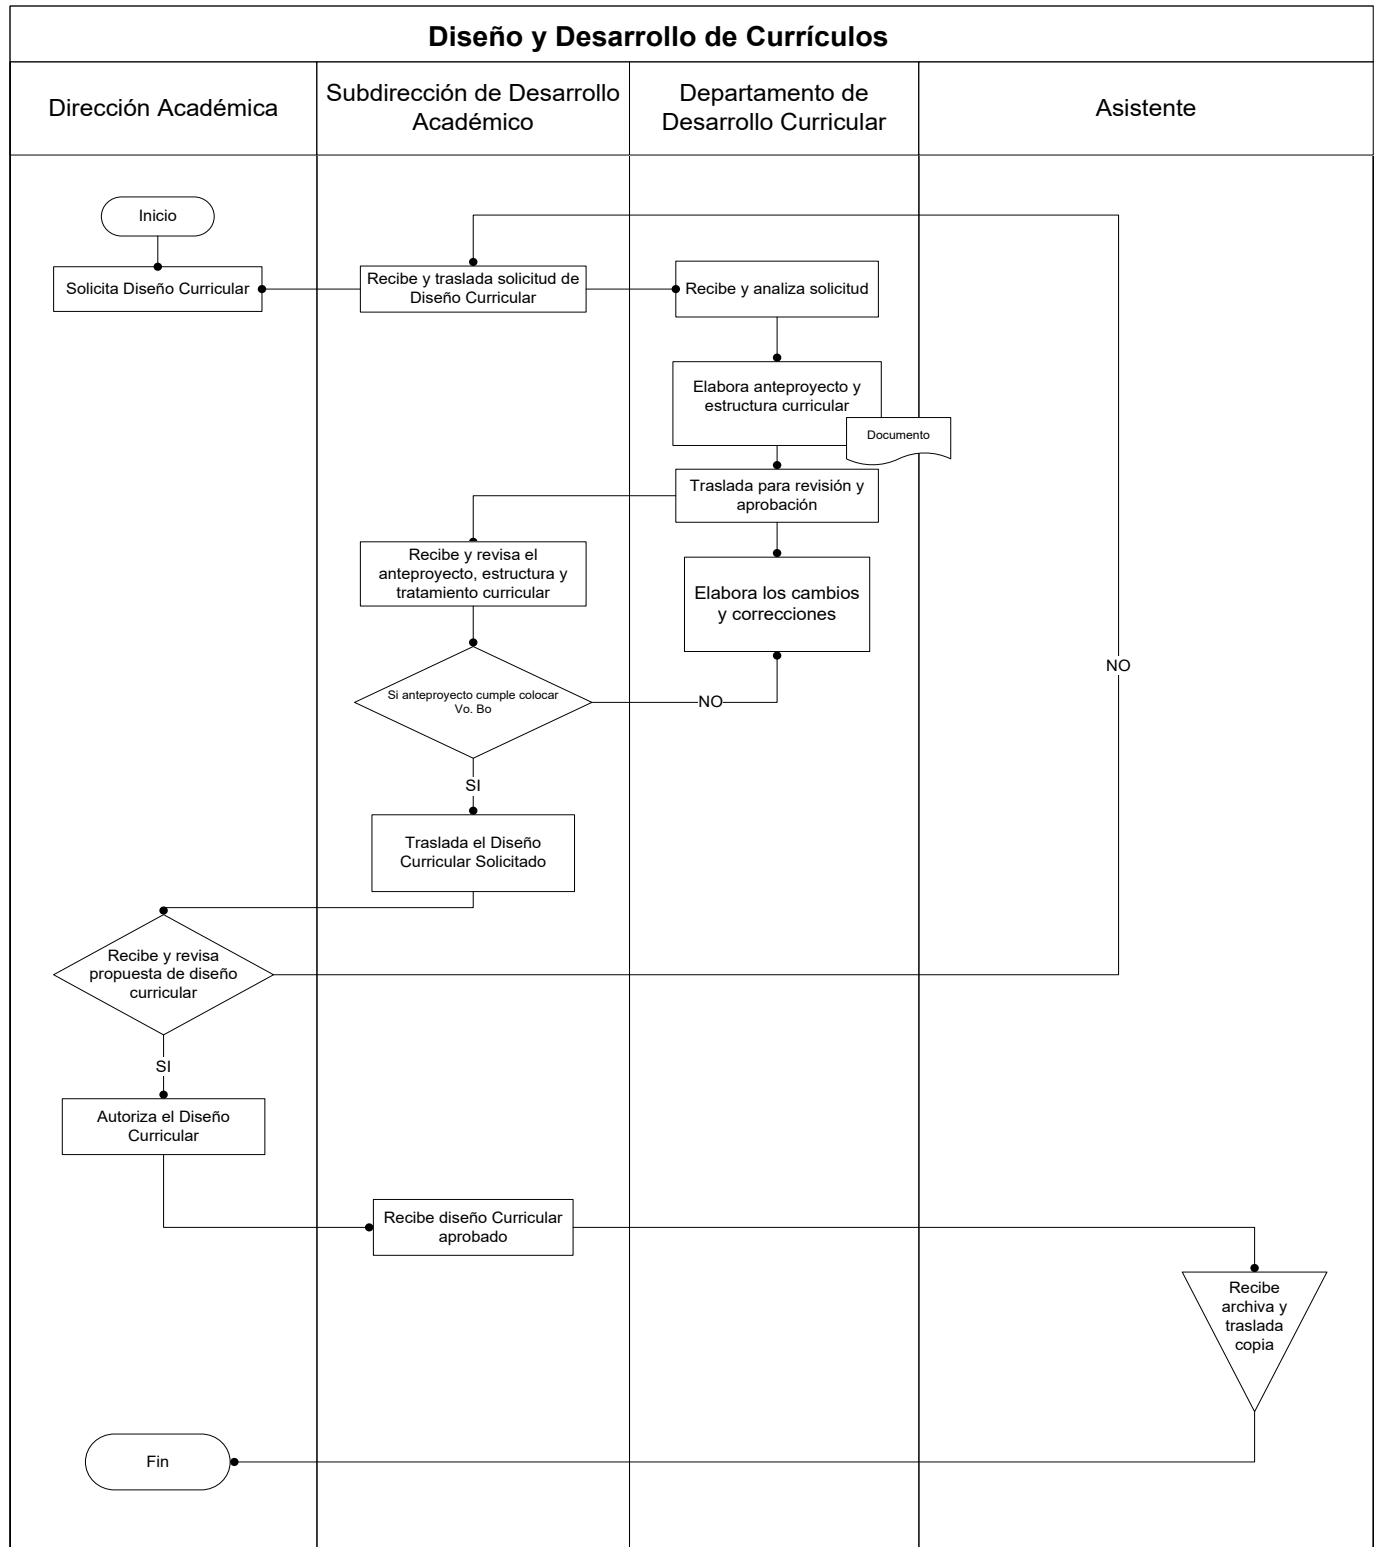 Diseño y Desarrollo de Currículos
Dirección Académica
Subdirección de Desarrollo
Académico
Departamento de
Desarrollo Curricular
Asistente
Inicio
Solicita Diseño Curricular
Recibe y traslada solicitud de
Diseño Curricular
Recibe y analiza solicitud
Elabora anteproyecto y
estructura curricular
Documento
Traslada para revisión y
aprobación
Recibe y revisa el
anteproyecto, estructura y
tratamiento curricular
Elabora los cambios
y correcciones
NO
Si anteproyecto cumple colocar
Vo. Bo
NO
SI
Traslada el Diseño
Curricular Solicitado
Recibe y revisa
propuesta de diseño
curricular
SI
Autoriza el Diseño
Curricular
Recibe diseño Curricular
aprobado
Recibe
archiva y
traslada
copia
Fin